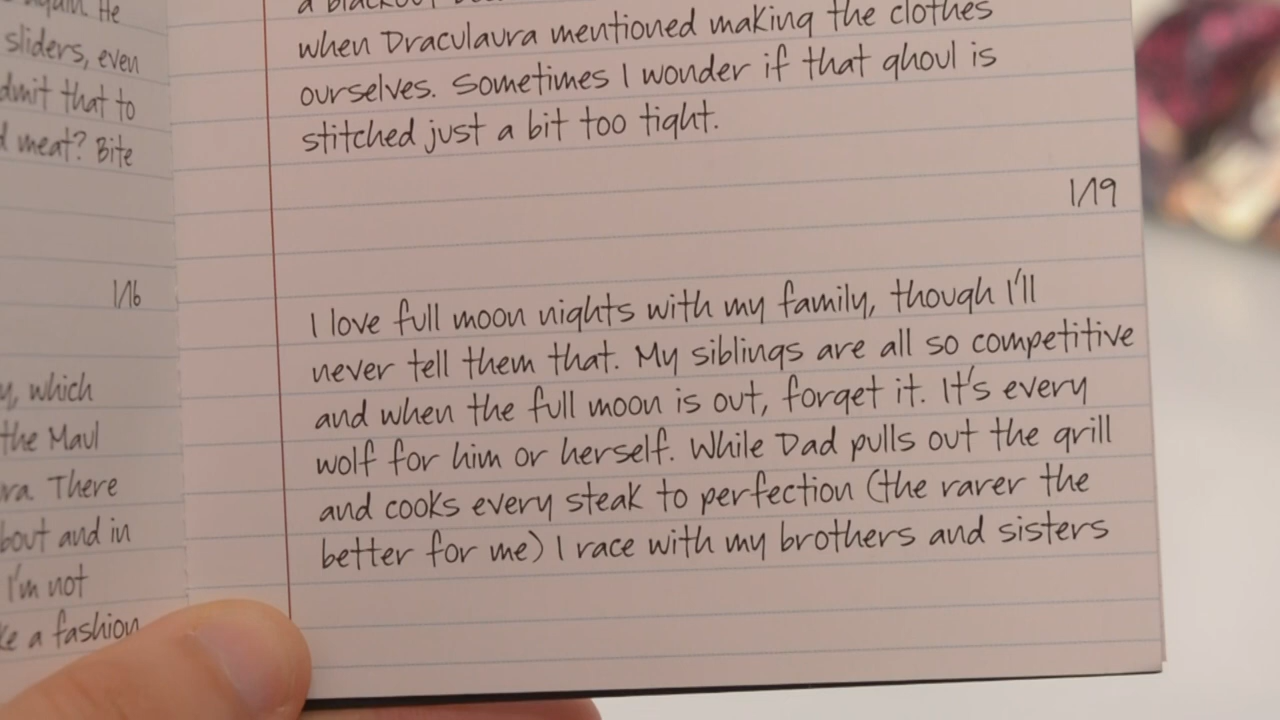 again. He
sliders, even
admit that to
meat? Bite
1/16
which
the Maul
There
about and in
I'm not
a fashion
a blackout
when Draculaura mentioned making the clothes
ourselves. Sometimes I wonder if that ghoul is
stitched just a bit too tight.
1/19
I love full moon nights with my family, though I'll
never tell them that. My siblings are all so competitive
and when the full moon is out, forget it. It's every
wolf for him or herself. While Dad pulls out the grill
and cooks every steak to perfection (the rarer the
better for me) I race with my brothers and sisters